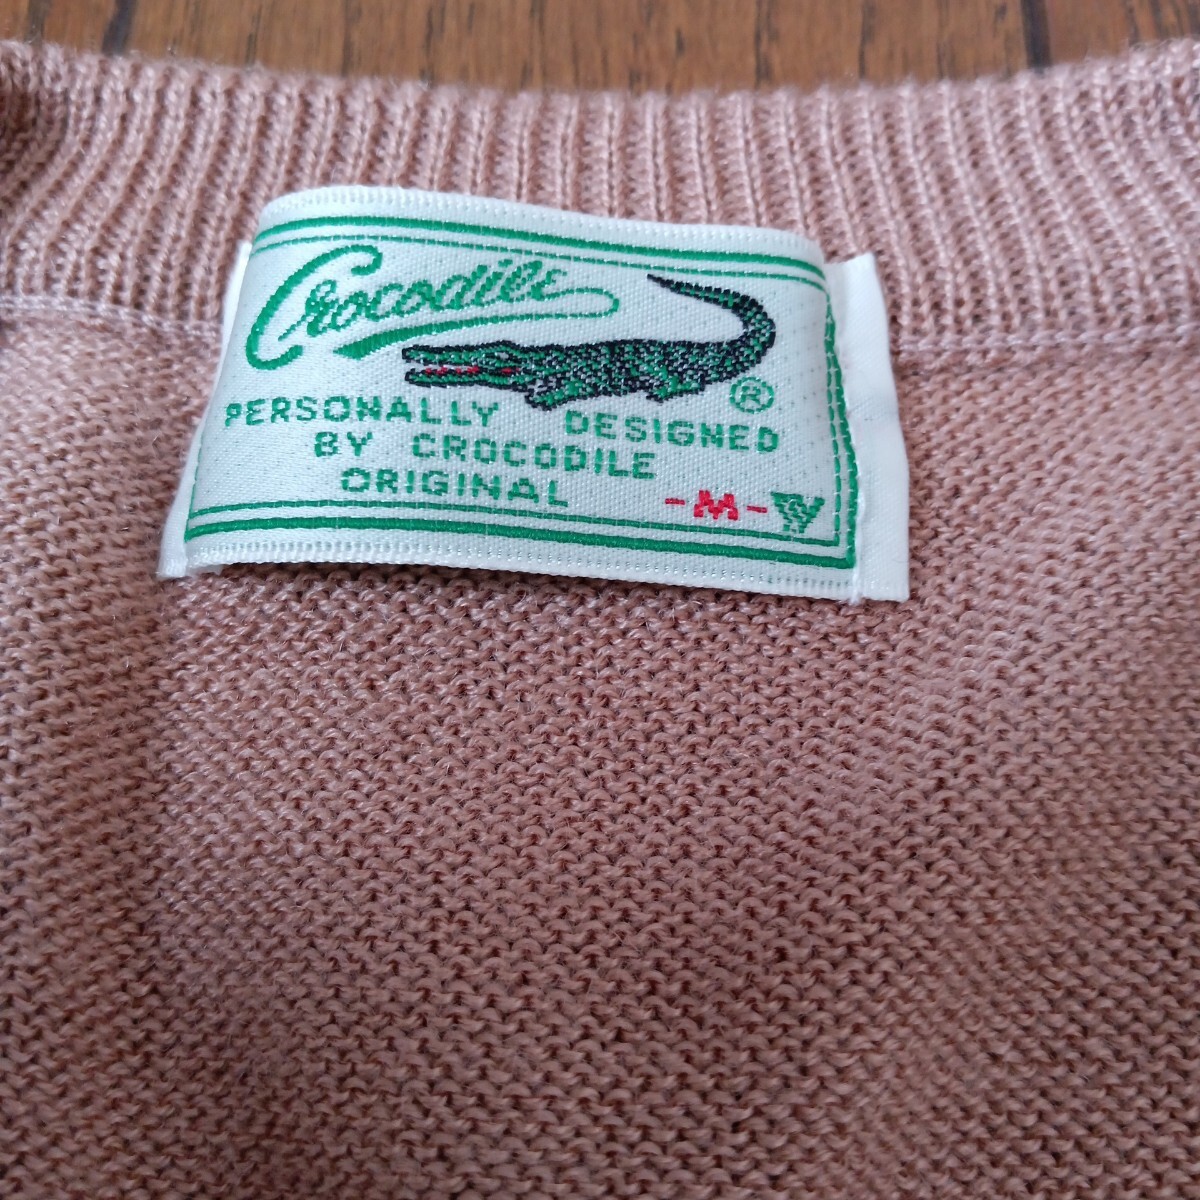 Crocodile
®
PERSONALLY DESIGNED
BY CROCODILE
ORIGINAL -M-